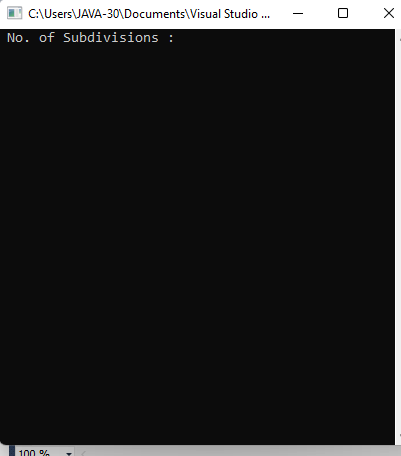 C:\Users\JAVA-30\Documents\Visual Studio ...
No. of Subdivisions :
100 %